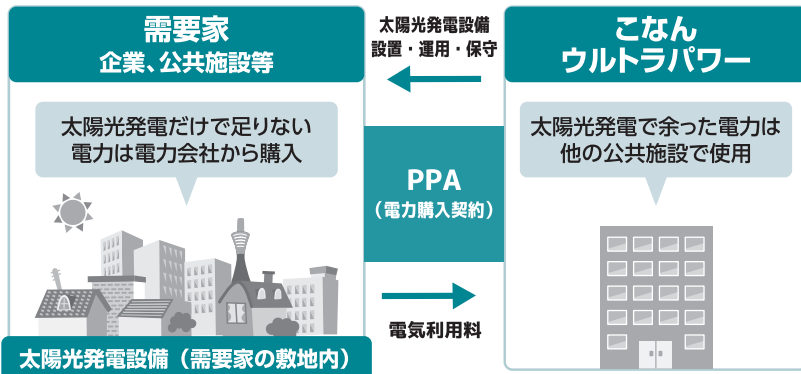 需要家
企業、公共施設等
太陽光発電だけで足りない
電力は電力会社から購入
太陽光発電設備（需要家の敷地内）
太陽光発電設備
設置・運用・保守
PPA
（電力購入契約）
電気利用料
こなん
ウルトラパワー
太陽光発電で余った電力は
他の公共施設で使用